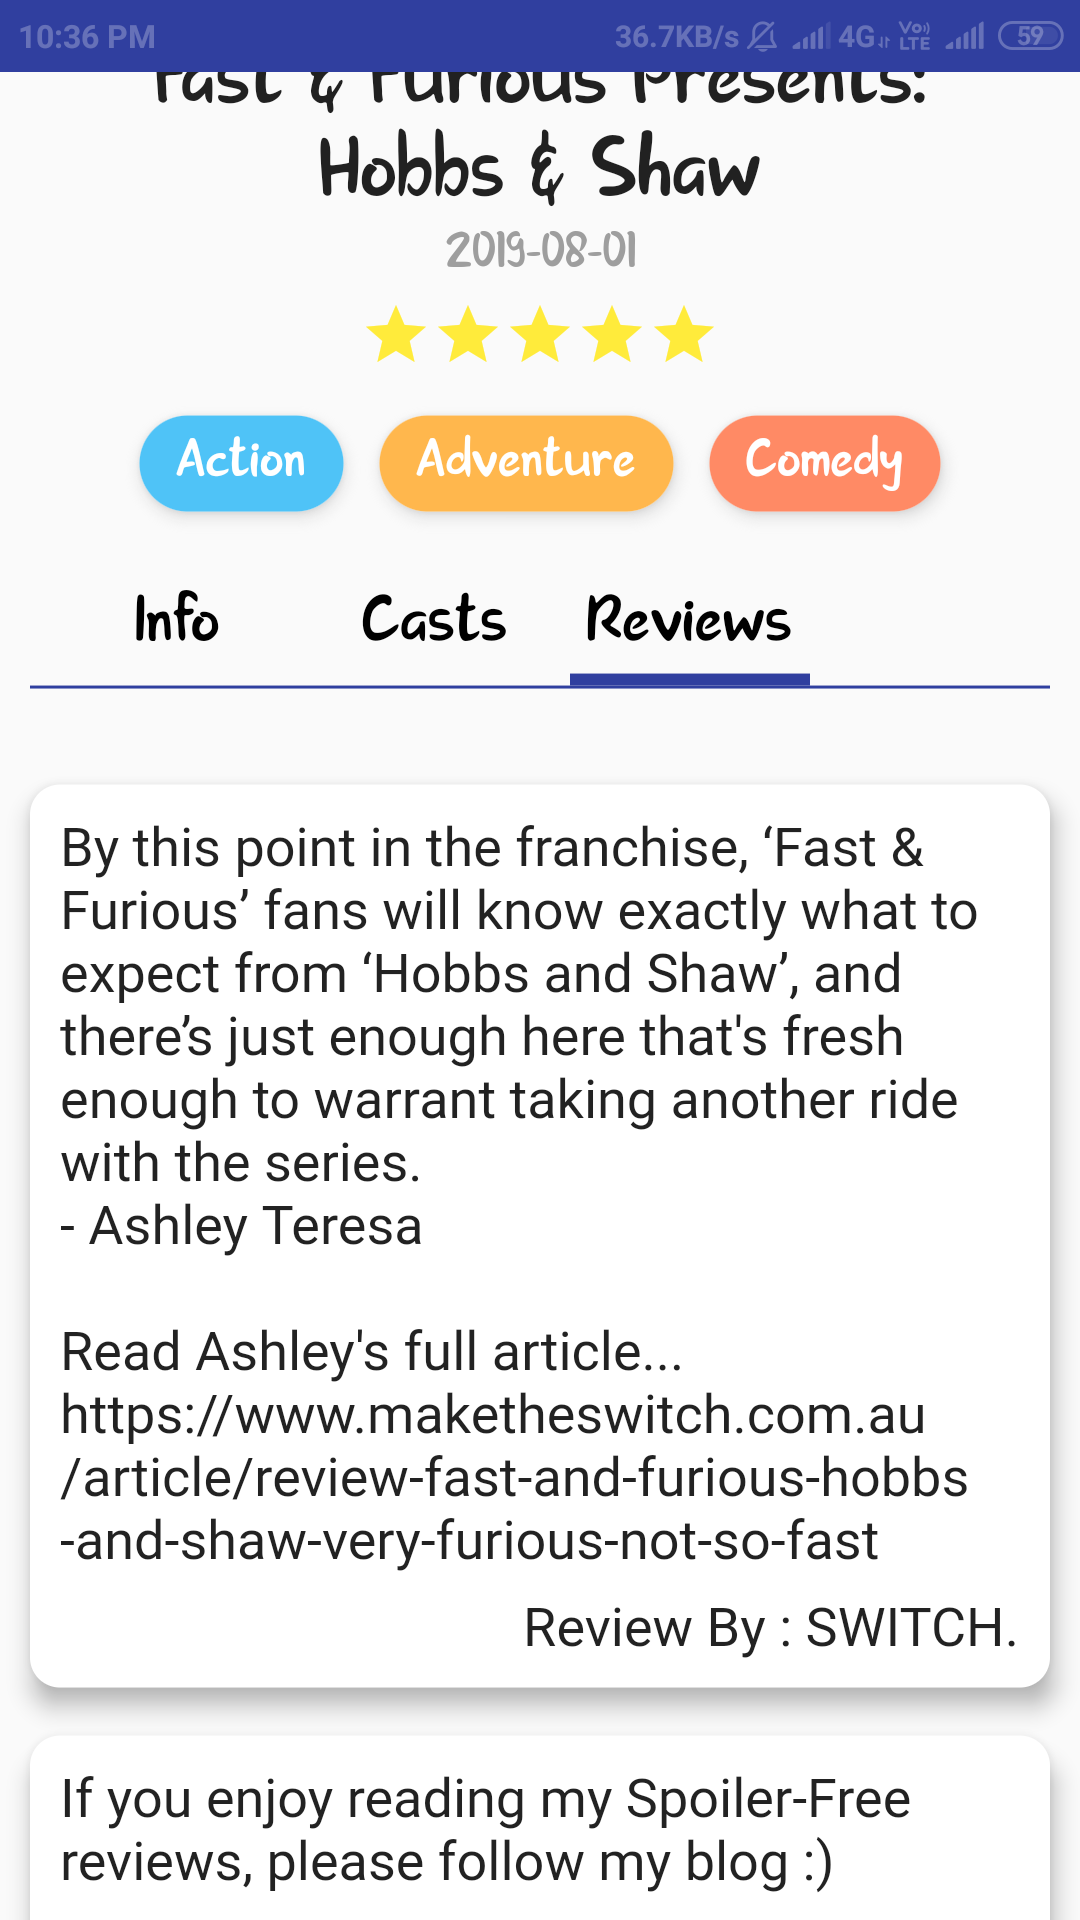 10:36 PM 36.7KB/s 4G VoLTE 59
Fast & Furious Presents:
Hobbs & Shaw
2019-08-01
Action Adventure Comedy
Info Casts Reviews
By this point in the franchise, ‘Fast &
Furious’ fans will know exactly what to
expect from ‘Hobbs and Shaw’, and
there’s just enough here that's fresh
enough to warrant taking another ride
with the series.
- Ashley Teresa
Read Ashley's full article...
https://www.maketheswitch.com.au
/article/review-fast-and-furious-hobbs
-and-shaw-very-furious-not-so-fast
Review By : SWITCH.
If you enjoy reading my Spoiler-Free
reviews, please follow my blog :)